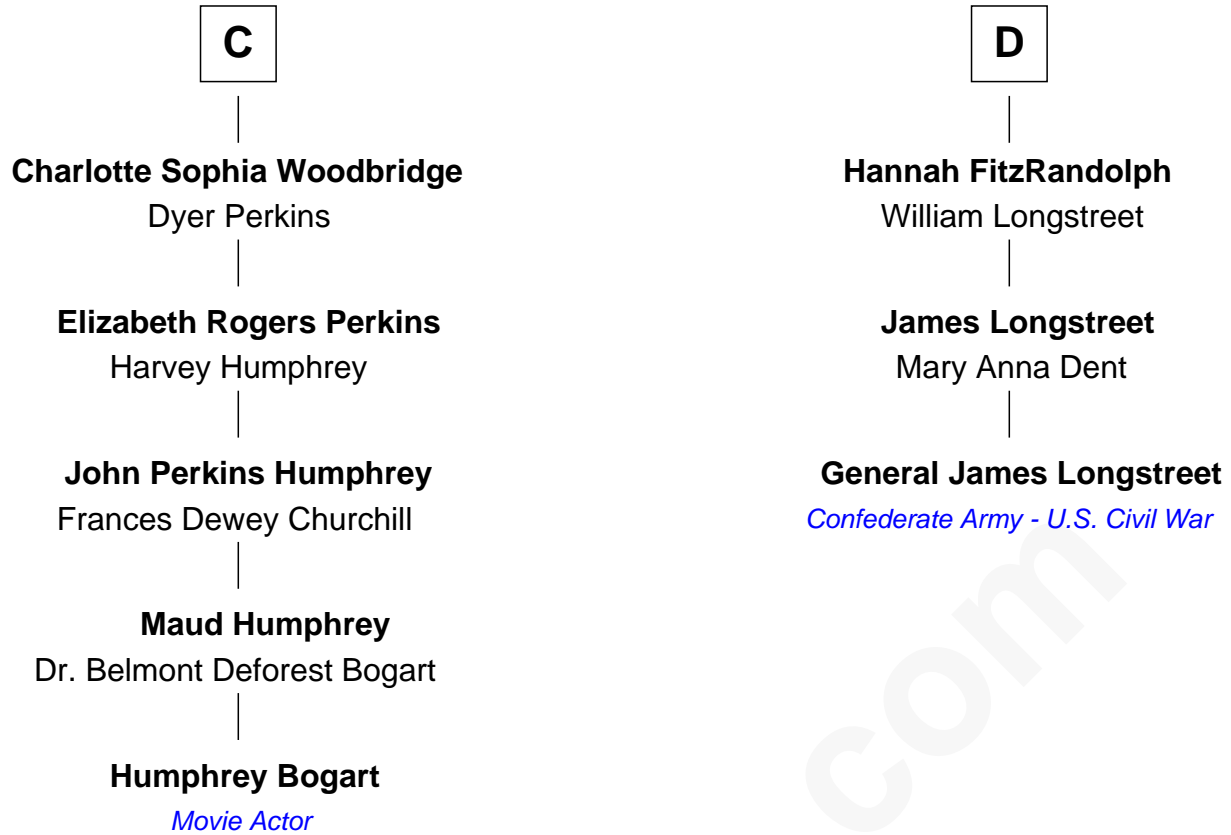 C
Charlotte Sophia Woodbridge
Dyer Perkins
Elizabeth Rogers Perkins
Harvey Humphrey
John Perkins Humphrey
Frances Dewey Churchill
Maud Humphrey
Dr. Belmont Deforest Bogart
Humphrey Bogart
Movie Actor
D
Hannah FitzRandolph
William Longstreet
James Longstreet
Mary Anna Dent
General James Longstreet
Confederate Army - U.S. Civil War
com